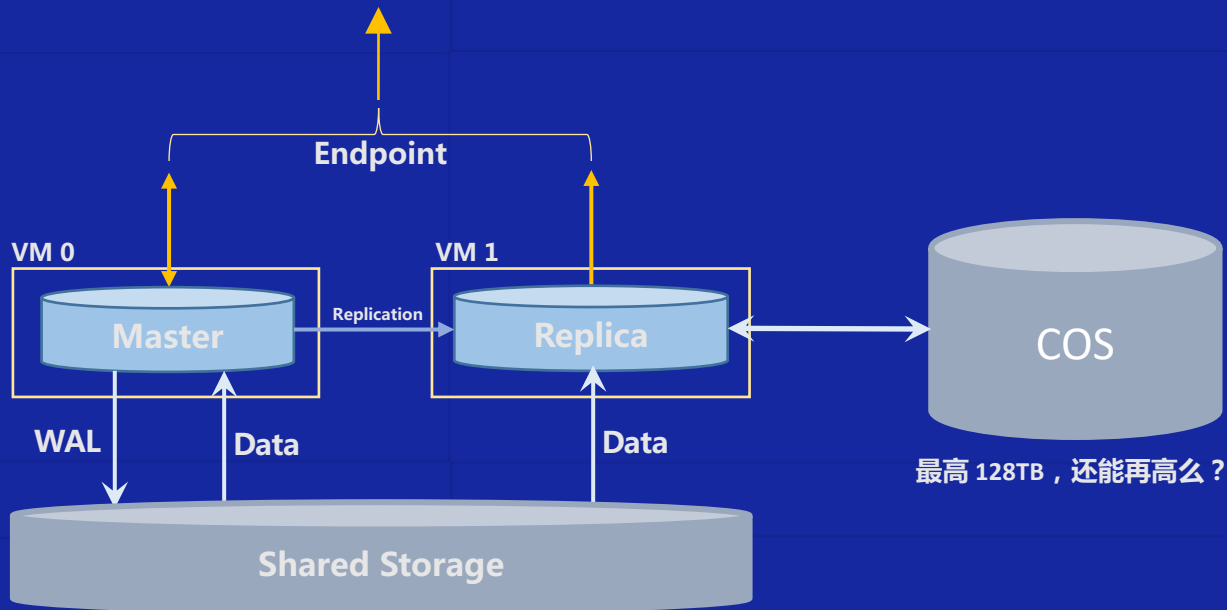 Endpoint
VM 0
VM 1
Master
Replication
Replica
COS
WAL
Data
Data
最高 128TB，还能再高么？
Shared Storage